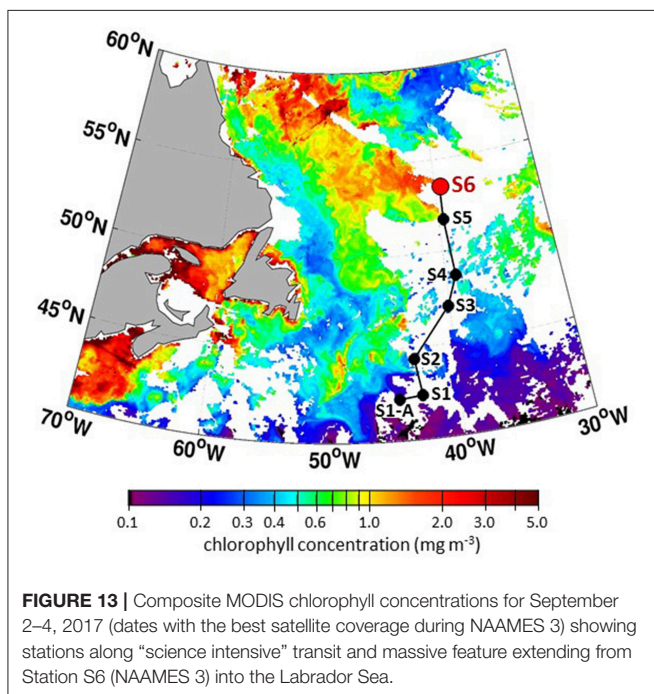 60°N
55°N
50°N
45°N
70°W
60°W
50°W
40°W
30°W
S6
S5
S4
S3
S2
S1
S1-A
0.1 0.2 0.3 0.4 0.6 1.0 2.0 3.0 5.0
chlorophyll concentration (mg m⁻³)
FIGURE 13 | Composite MODIS chlorophyll concentrations for September
2–4, 2017 (dates with the best satellite coverage during NAAMES 3) showing
stations along “science intensive” transit and massive feature extending from
Station S6 (NAAMES 3) into the Labrador Sea.